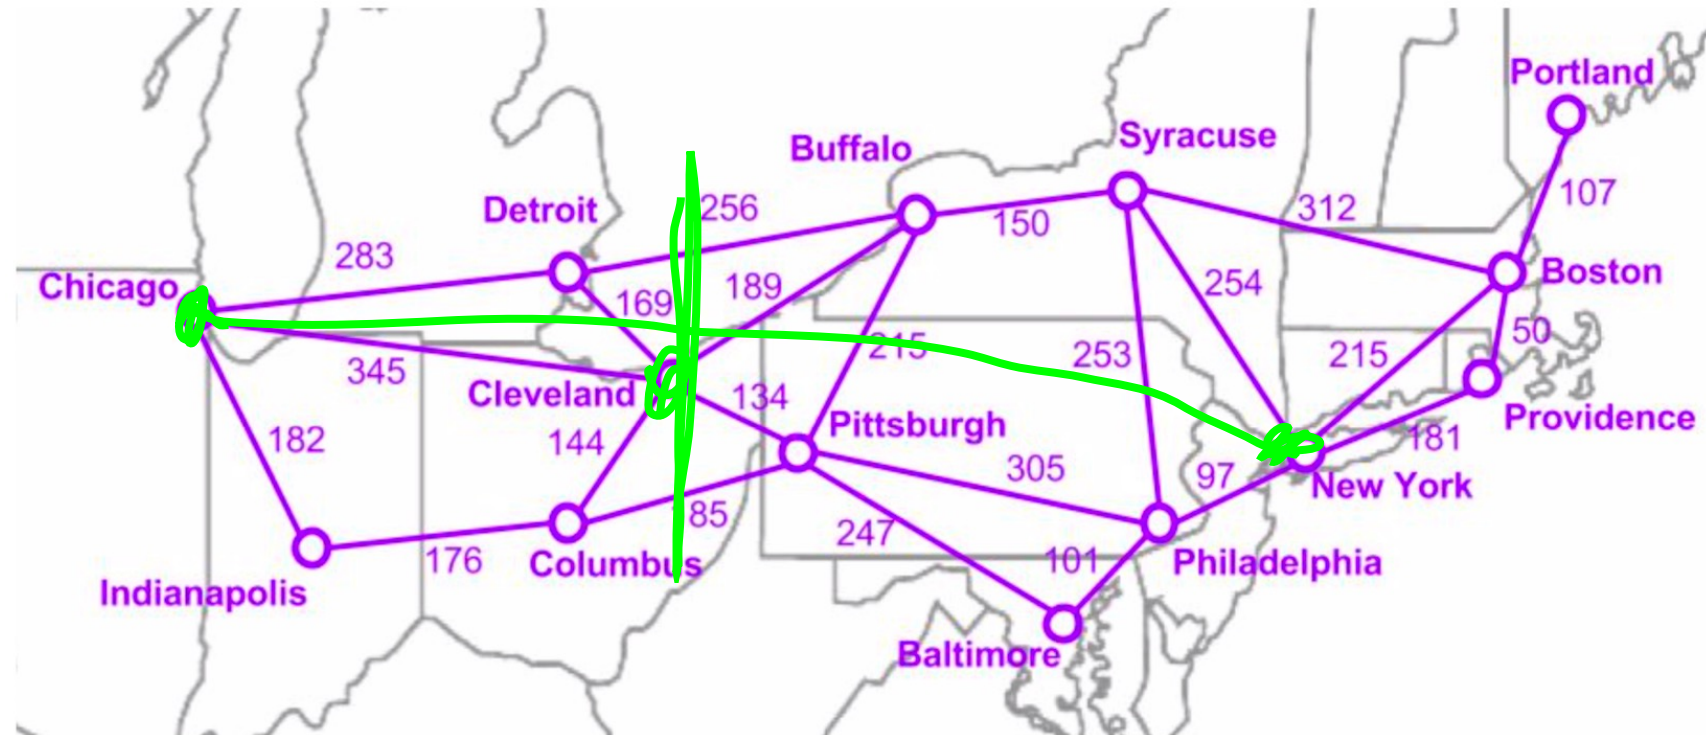 Portland
Syracuse
Buffalo
107
Detroit
256
312
150
283
Boston
Chicago
189
254
169
50
215
253
215
345
Cleveland
134
Providence
Pittsburgh
182
144
181
305
97
New York
85
247
176
Columbus
101
Philadelphia
Indianapolis
Baltimore